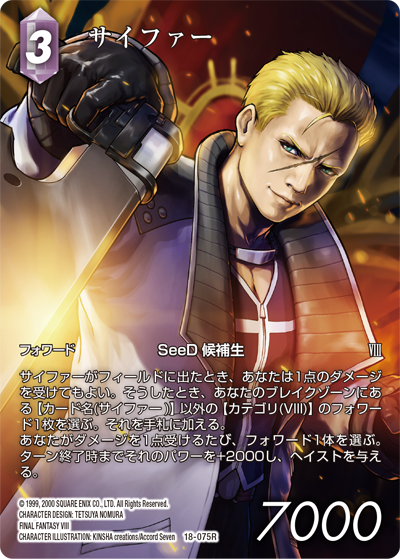 3
サイファー
フォワード
SeeD 候補生
VIII
サイファーがフィールドに出たとき、あなたは1点のダメージ
を受けてもよい。そうしたとき、あなたのブレイクゾーンにあ
る【カード名(サイファー)】以外の【カテゴリ(VIII)】のフォワー
ド1枚を選ぶ。それを手札に加える。
あなたがダメージを1点受けるたび、フォワード1体を選ぶ。
ターン終了時までそれのパワーを+2000し、ヘイストを与え
る。
© 1999, 2000 SQUARE ENIX CO., LTD. All Rights Reserved.
CHARACTER DESIGN: TETSUYA NOMURA
FINAL FANTASY VIII
CHARACTER ILLUSTRATION: KINSHA creations/Accord Seven
18-075R
7000